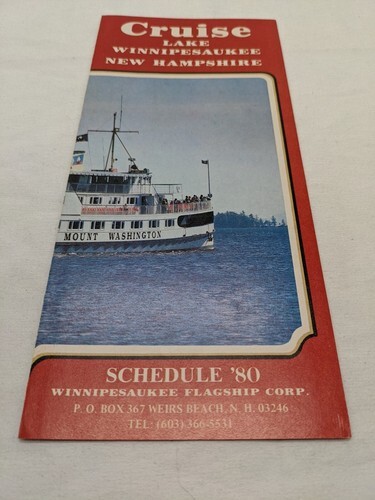 Cruise
LAKE
WINNIPESAUKEE
NEW HAMPSHIRE
MOUNT WASHINGTON
SCHEDULE '80
WINNIPESAUKEE FLAGSHIP CORP.
P. O. BOX 367 WEIRS BEACH, N. H. 03246
TEL: (603) 366-5531